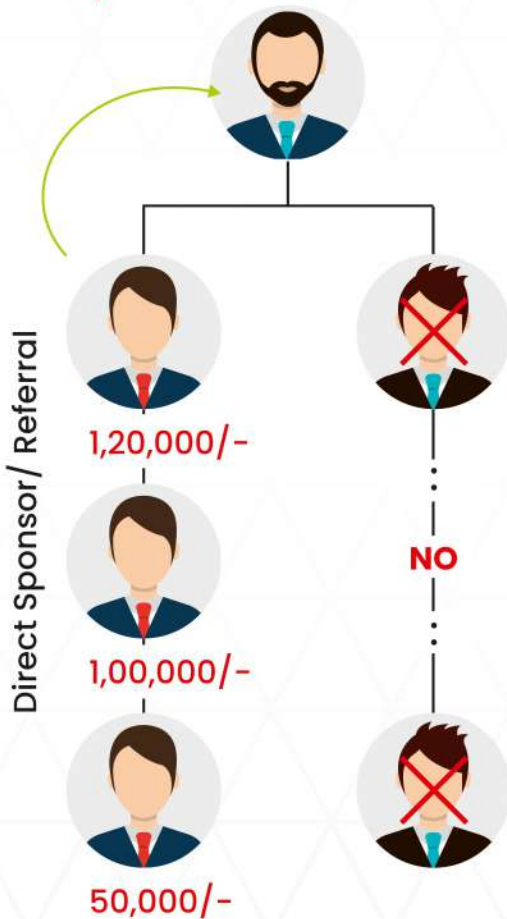 Direct Sponsor/ Referral
1,20,000/-
1,00,000/-
50,000/-
NO